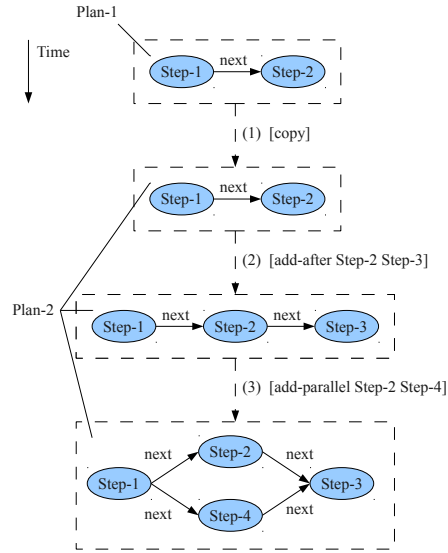 Plan-1
Time
next
Step-1
Step-2
(1) [copy]
next
Step-1
Step-2
(2) [add-after Step-2 Step-3]
Plan-2
next
next
Step-1
Step-2
Step-3
(3) [add-parallel Step-2 Step-4]
Step-2
next
next
Step-1
Step-3
next
next
Step-4